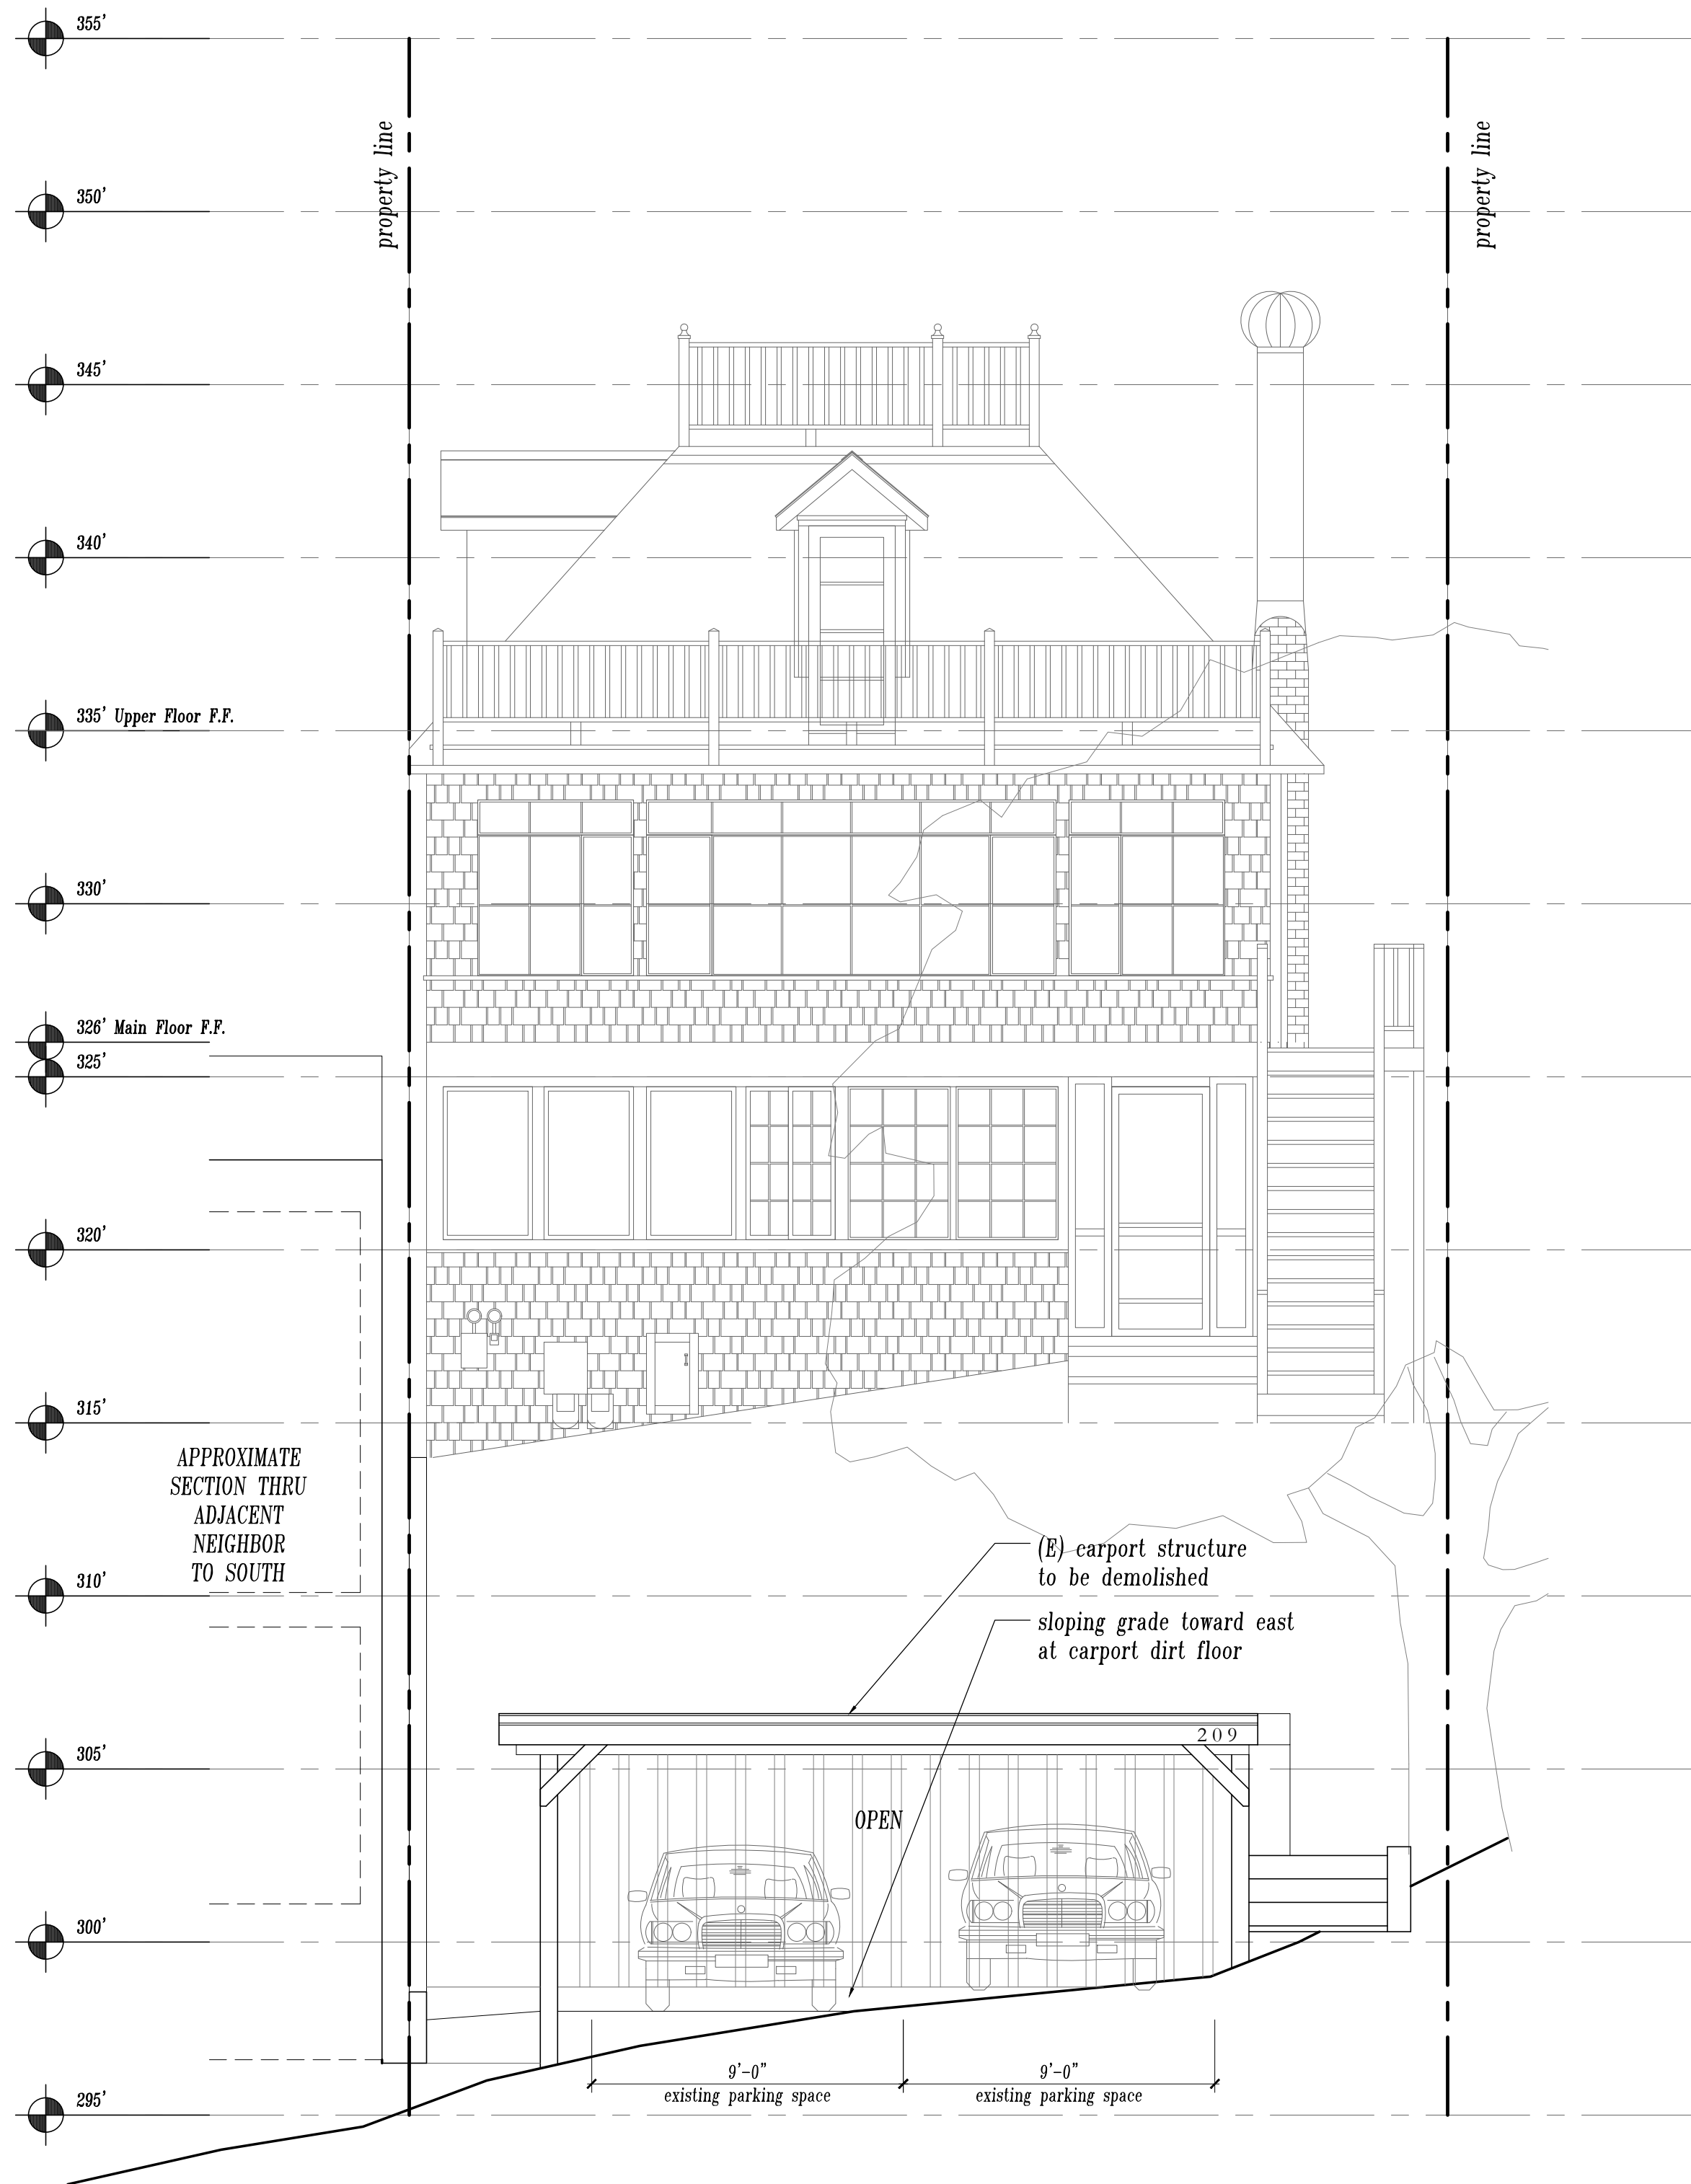 355'
property line
property line
350'
345'
340'
335' Upper Floor F.F.
330'
326' Main Floor F.F.
325'
320'
315'
APPROXIMATE
SECTION THRU
ADJACENT
NEIGHBOR
TO SOUTH
310'
(E) carport structure
to be demolished
sloping grade toward east
at carport dirt floor
209
305'
OPEN
300'
9'-0"
existing parking space
9'-0"
existing parking space
295'